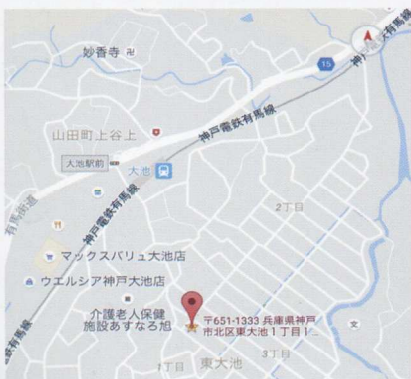 妙香寺
15
神戸電鉄有馬線
山田町上谷上
神戸電鉄有馬線
大池駅前
大池
2丁目
有馬街道
神戸電鉄有馬線
マックスバリュ大池店
ウエルシア神戸大池店
介護老人保健
施設あすなろ旭
〒651-1333 兵庫県神戸
市北区東大池1丁目1…
文
1丁目
東大池
3丁目
鉄有馬線